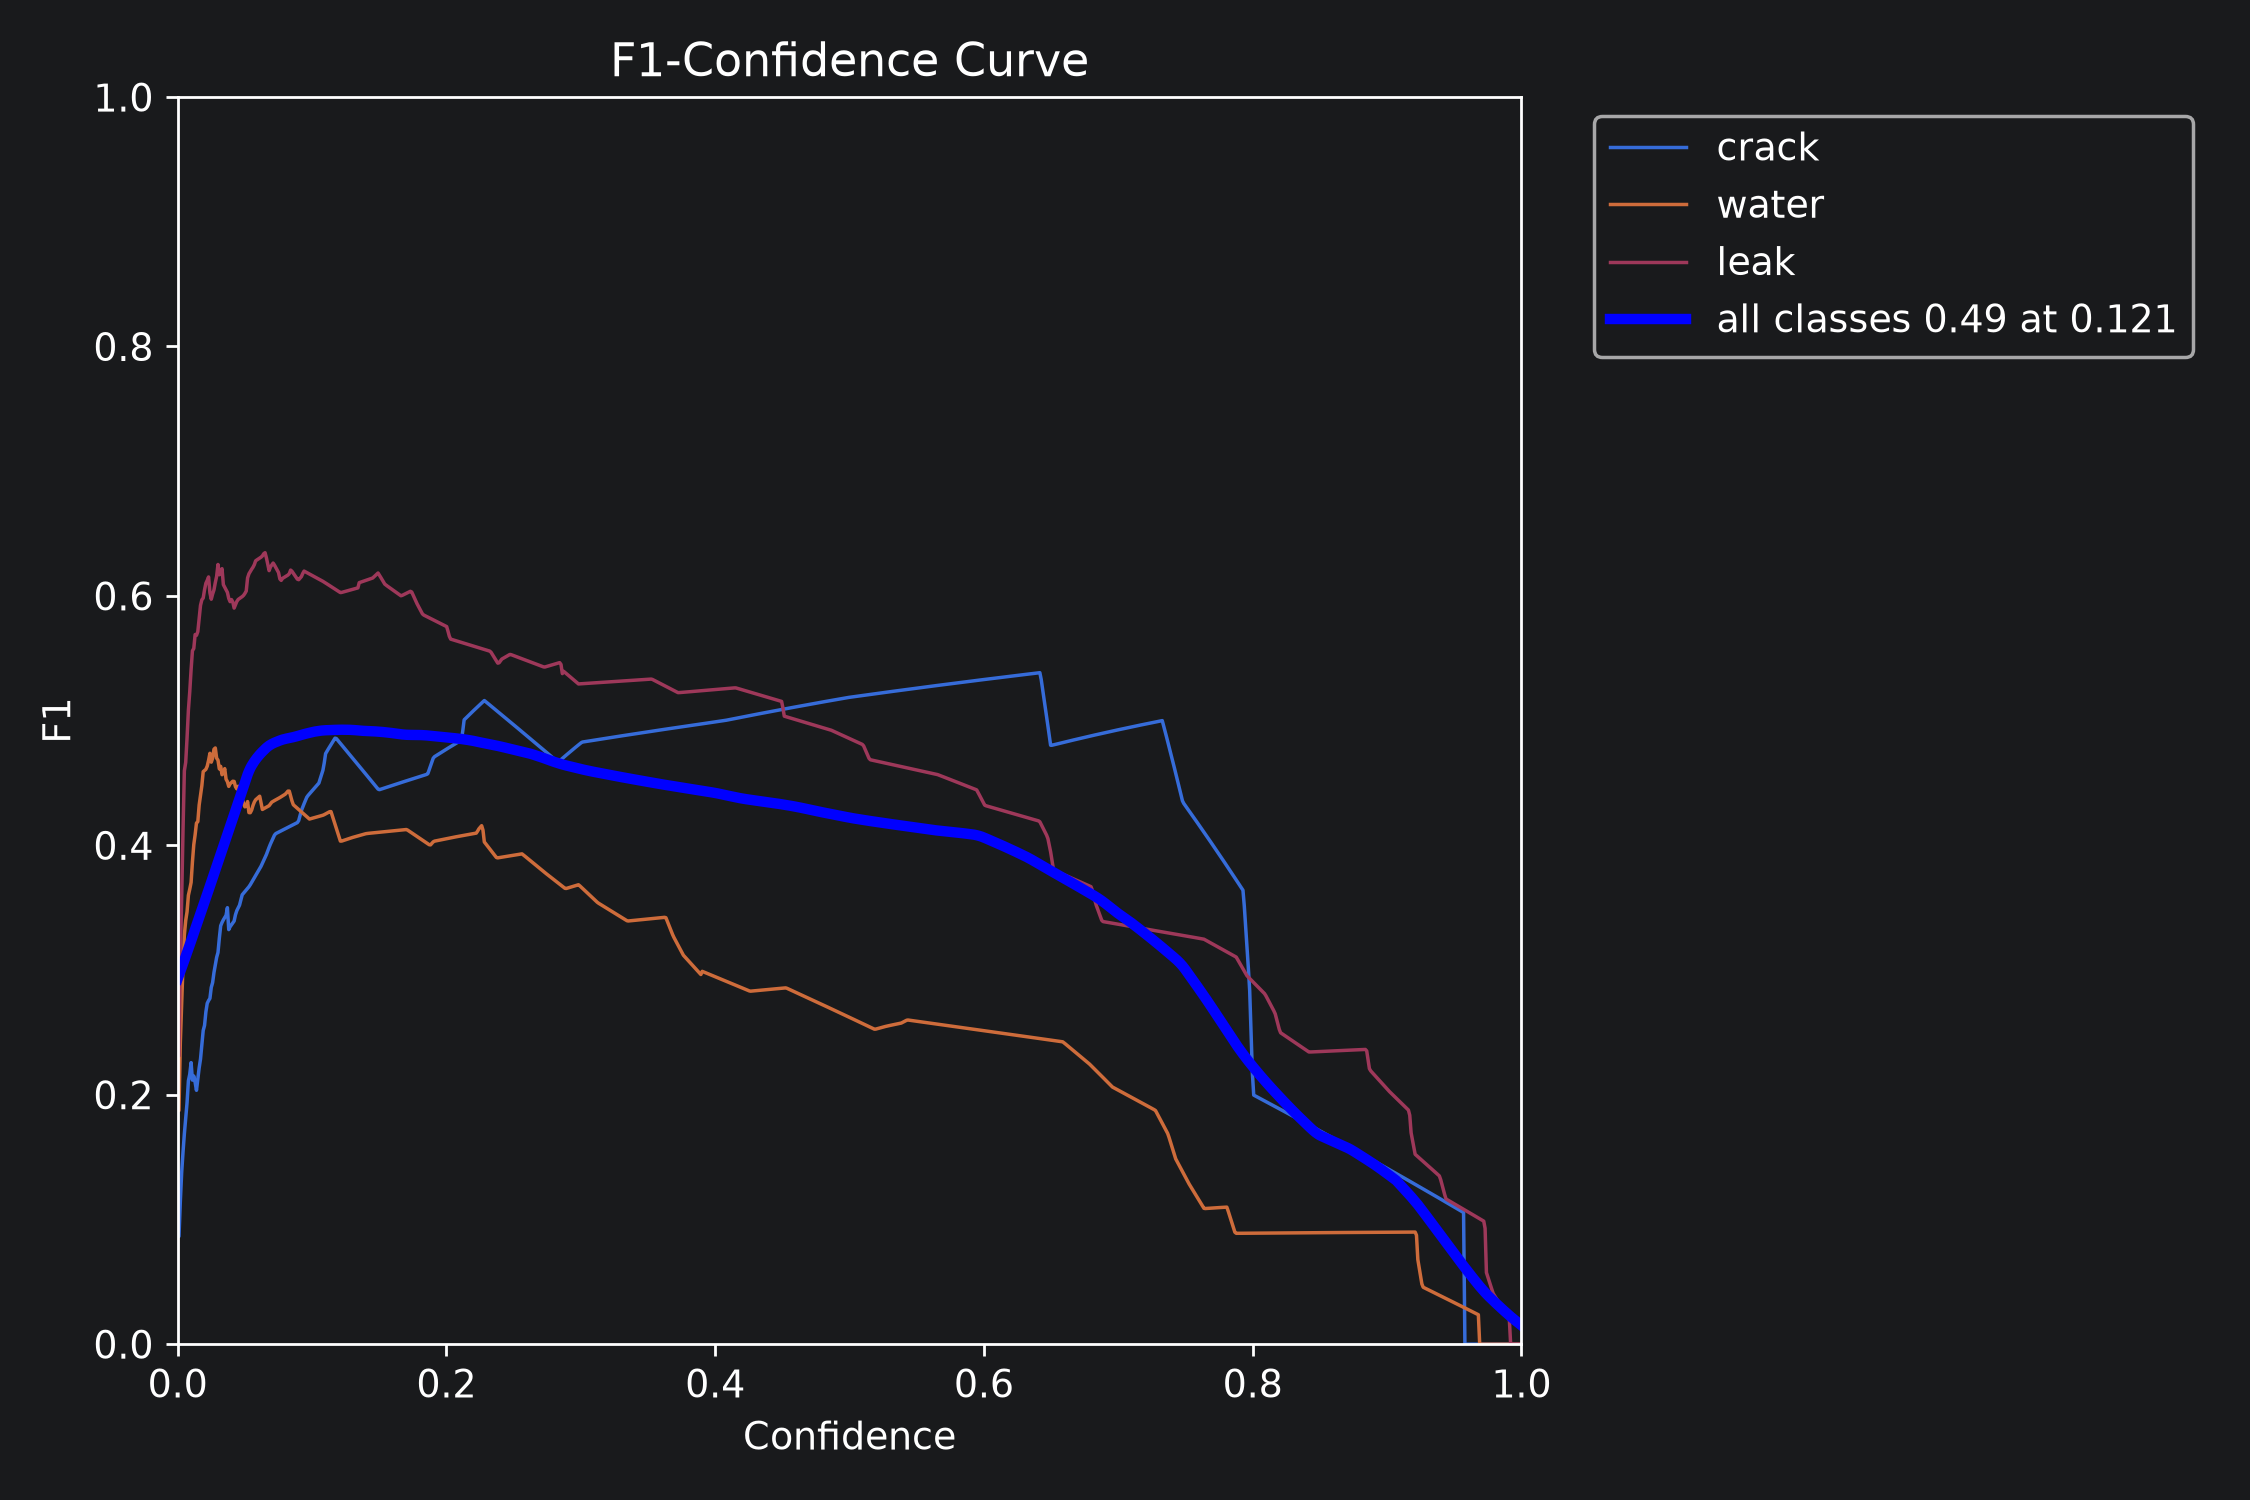 F1-Confidence Curve
1.0
0.8
0.6
0.4
0.2
0.0
F1
0.0 0.2 0.4 0.6 0.8 1.0
Confidence
crack
water
leak
all classes 0.49 at 0.121